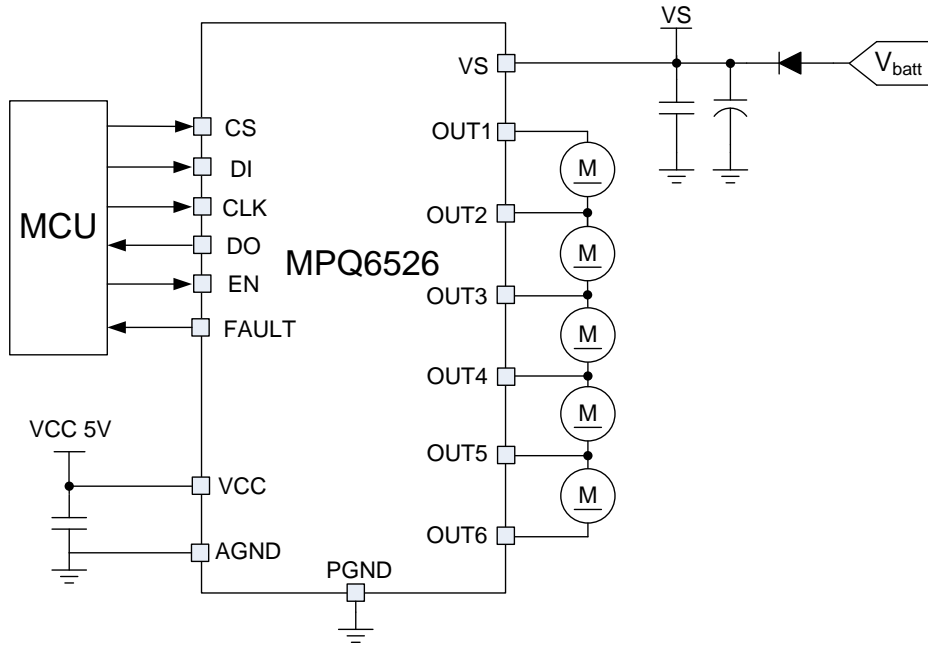 VS
V_batt
VS
CS
DI
CLK
DO
EN
FAULT
MCU
MPQ6526
OUT1
M
OUT2
M
OUT3
M
OUT4
M
OUT5
M
OUT6
VCC 5V
VCC
AGND
PGND